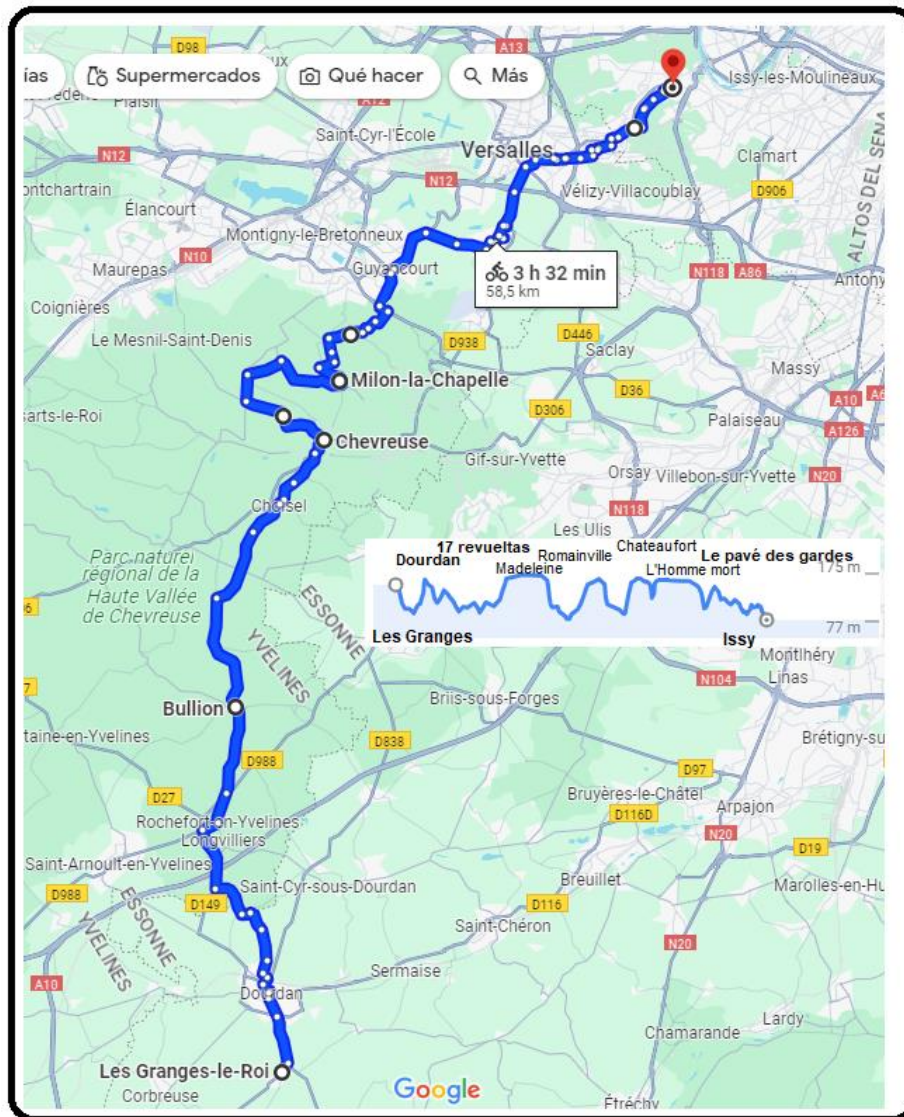 D98
A13
ías
Supermercados
Qué hacer
Más
Issy-les-Moulineaux
Plaisir
A12
Saint-Cyr-l'École
N12
Versalles
Clamart
ALTOS DEL SENA
ontchartrain
N12
Vélizy-Villacoublay
D906
Élancourt
Montigny-le-Bretonneux
N10
Maurepas
Guyancourt
3 h 32 min
58,5 km
N118
A86
Antony
Coignières
Le Mesnil-Saint-Denis
D938
D446
Saclay
Massy
Milon-la-Chapelle
D36
A10
A6
sarts-le-Roi
D306
Palaiseau
A126
Chevreuse
Gif-sur-Yvette
Orsay
Villebon-sur-Yvette
N20
Choisel
N118
Les Ulis
Parc naturel
régional de la
Haute Vallée
de Chevreuse
ESSONNE
YVELINES
17 revueltas
Dourdan
Madeleine
Romainville
Chateaufort
L'Homme mort
Le pavé des gardes
175 m
77 m
Les Granges
Issy
Montlhéry
N104
Linas
Bullion
Briis-sous-Forges
taine-en-Yvelines
D838
Brétigny-su
D988
D27
D97
Bruyères-le-Châtel
Rochefort-en-Yvelines
Longvilliers
D116D
Arpajon
N20
D19
Saint-Arnoult-en-Yvelines
D988
Saint-Cyr-sous-Dourdan
Breuillet
Marolles-en-Hu
ESSONNE
YVELINES
D149
D116
Saint-Chéron
N20
A10
Sermaise
Dourdan
Chamarande
Lardy
Les Granges-le-Roi
Corbreuse
Google
Étréchy